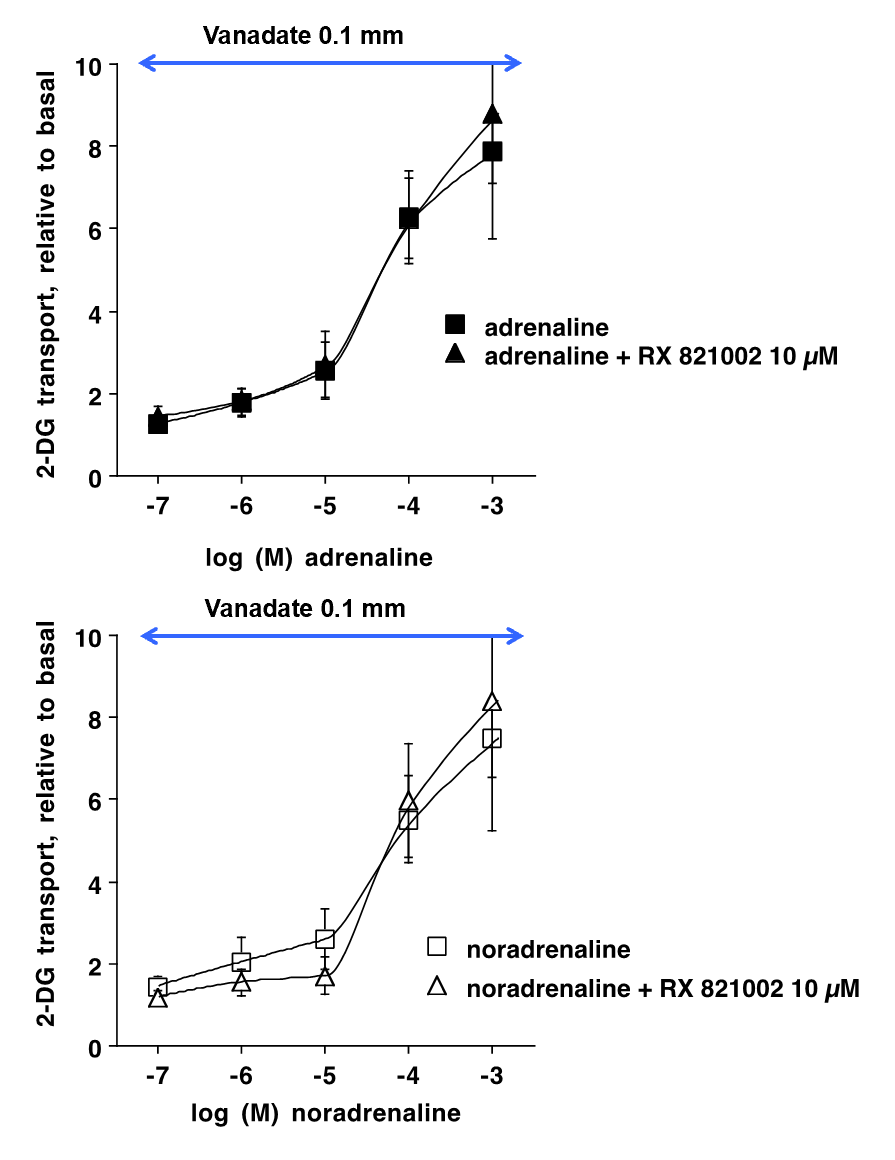 Vanadate 0.1 mm
10
8
6
4
2
0
2-DG transport, relative to basal
adrenaline
adrenaline + RX 821002 10 µM
-7 -6 -5 -4 -3
log (M) adrenaline
Vanadate 0.1 mm
10
8
6
4
2
0
2-DG transport, relative to basal
noradrenaline
noradrenaline + RX 821002 10 µM
-7 -6 -5 -4 -3
log (M) noradrenaline